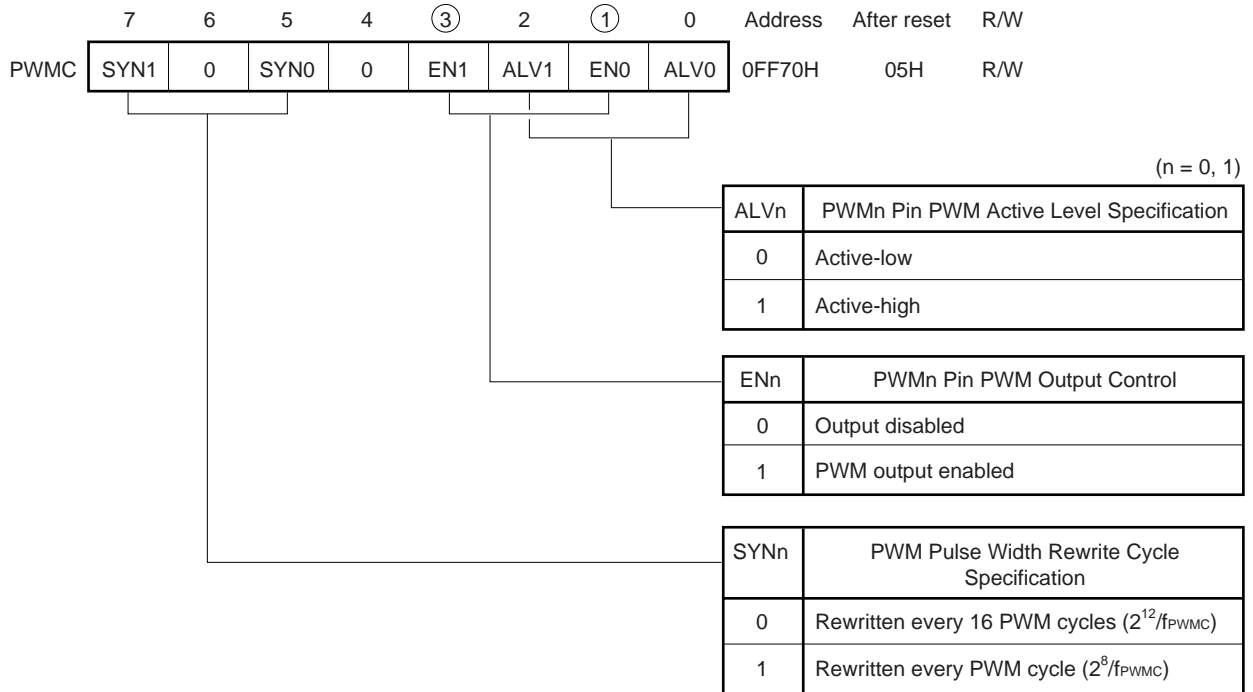 7 6 5 4 ③ 2 ① 0 Address After reset R/W
PWMC SYN1 0 SYN0 0 EN1 ALV1 EN0 ALV0 0FF70H 05H R/W
(n = 0, 1)
ALVn PWMn Pin PWM Active Level Specification
0 Active-low
1 Active-high
ENn PWMn Pin PWM Output Control
0 Output disabled
1 PWM output enabled
SYNn PWM Pulse Width Rewrite Cycle
Specification
0 Rewritten every 16 PWM cycles (2¹²/fPWMC)
1 Rewritten every PWM cycle (2⁸/fPWMC)